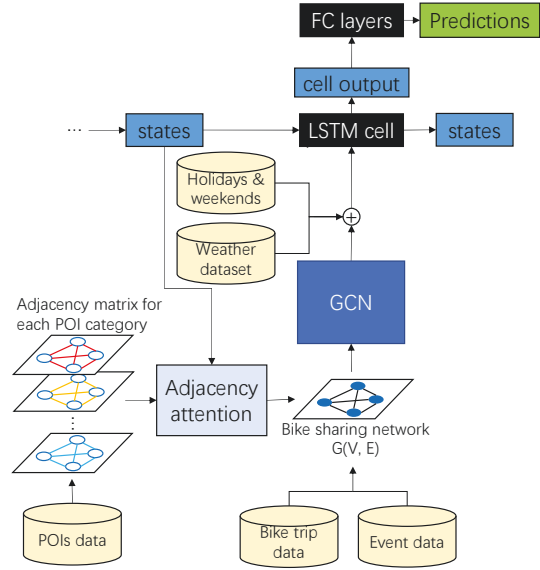 FC layers
Predictions
cell output
...
states
LSTM cell
states
Holidays &
weekends
+
Weather
dataset
GCN
Adjacency matrix for
each POI category
Adjacency
attention
...
Bike sharing network
G(V, E)
POIs data
Bike trip
data
Event data